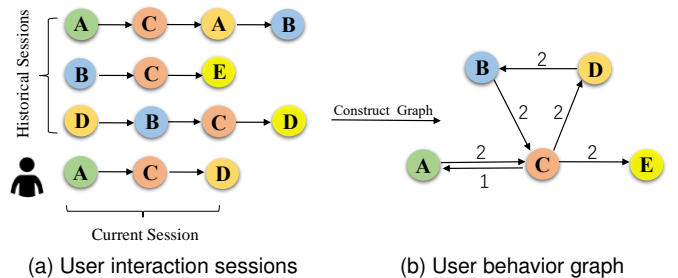 Historical Sessions
A C A B
B C E
D B C D
A C D
Current Session
(a) User interaction sessions
Construct Graph
B 2 D
2 2
A 2 C 2 E
1
(b) User behavior graph